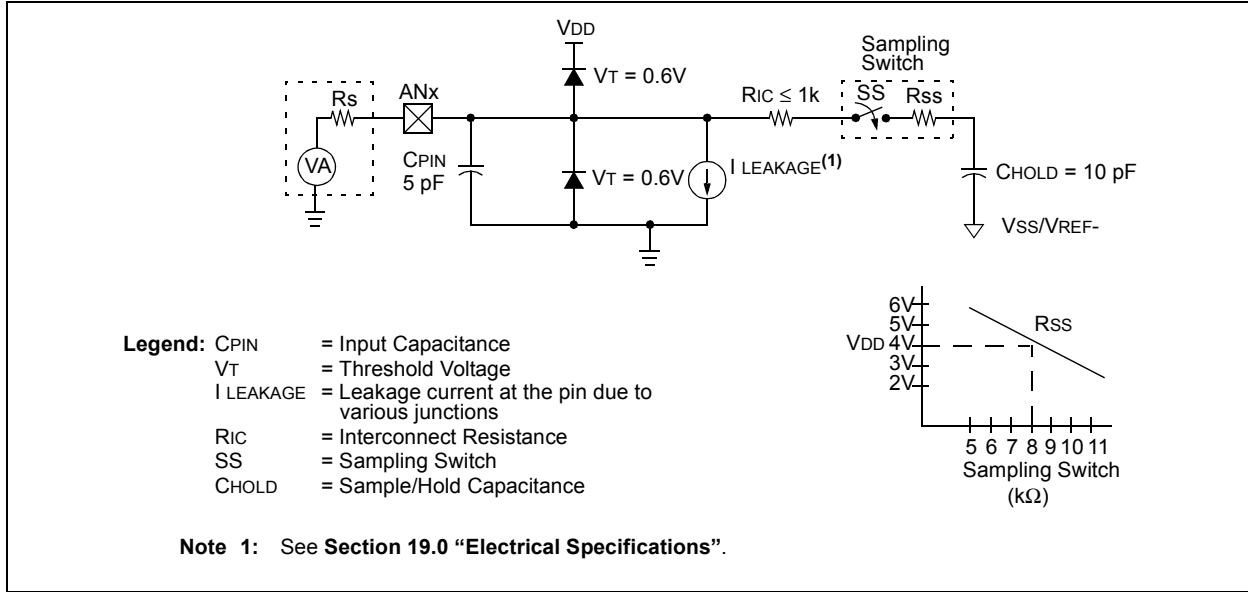 VDD
Sampling
Switch
VT = 0.6V
ANx
Rs
RIC ≤ 1k
SS
Rss
VA
CPIN
5 pF
VT = 0.6V
I LEAKAGE(1)
CHOLD = 10 pF
VSS/VREF-
6V
5V
VDD 4V
3V
2V
RSS
5 6 7 8 9 10 11
Sampling Switch
(kΩ)
Legend: CPIN = Input Capacitance
VT = Threshold Voltage
I LEAKAGE = Leakage current at the pin due to
various junctions
RIC = Interconnect Resistance
SS = Sampling Switch
CHOLD = Sample/Hold Capacitance
Note 1: See Section 19.0 “Electrical Specifications”.